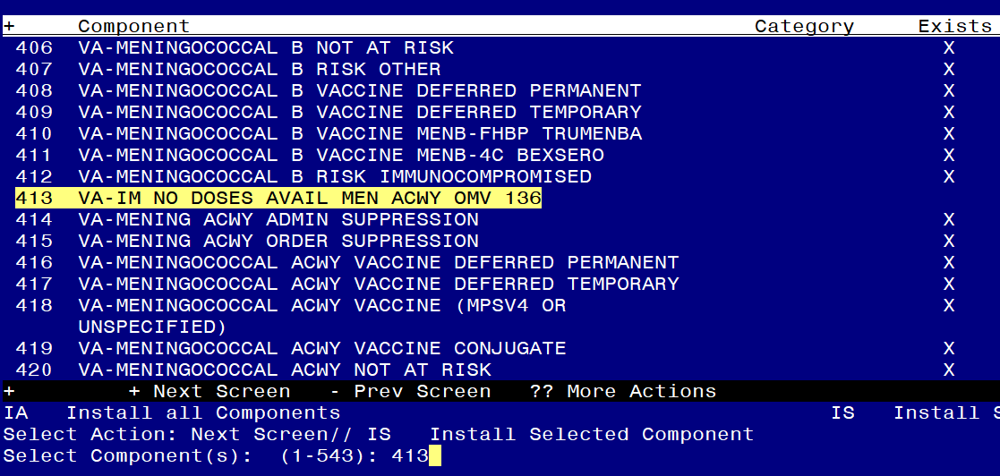 + Component Category Exists
406 VA-MENINGOCOCCAL B NOT AT RISK X
407 VA-MENINGOCOCCAL B RISK OTHER X
408 VA-MENINGOCOCCAL B VACCINE DEFERRED PERMANENT X
409 VA-MENINGOCOCCAL B VACCINE DEFERRED TEMPORARY X
410 VA-MENINGOCOCCAL B VACCINE MENB-FHBP TRUMENBA X
411 VA-MENINGOCOCCAL B VACCINE MENB-4C BEXSERO X
412 VA-MENINGOCOCCAL B RISK IMMUNOCOMPROMISED X
413 VA-IM NO DOSES AVAIL MEN ACWY OMV 136
414 VA-MENING ACWY ADMIN SUPPRESSION X
415 VA-MENING ACWY ORDER SUPPRESSION X
416 VA-MENINGOCOCCAL ACWY VACCINE DEFERRED PERMANENT X
417 VA-MENINGOCOCCAL ACWY VACCINE DEFERRED TEMPORARY X
418 VA-MENINGOCOCCAL ACWY VACCINE (MPSV4 OR X
UNSPECIFIED)
419 VA-MENINGOCOCCAL ACWY VACCINE CONJUGATE X
420 VA-MENINGOCOCCAL ACWY NOT AT RISK X
+ + Next Screen - Prev Screen ?? More Actions
IA Install all Components IS Install S
Select Action: Next Screen// IS Install Selected Component
Select Component(s): (1-543): 413